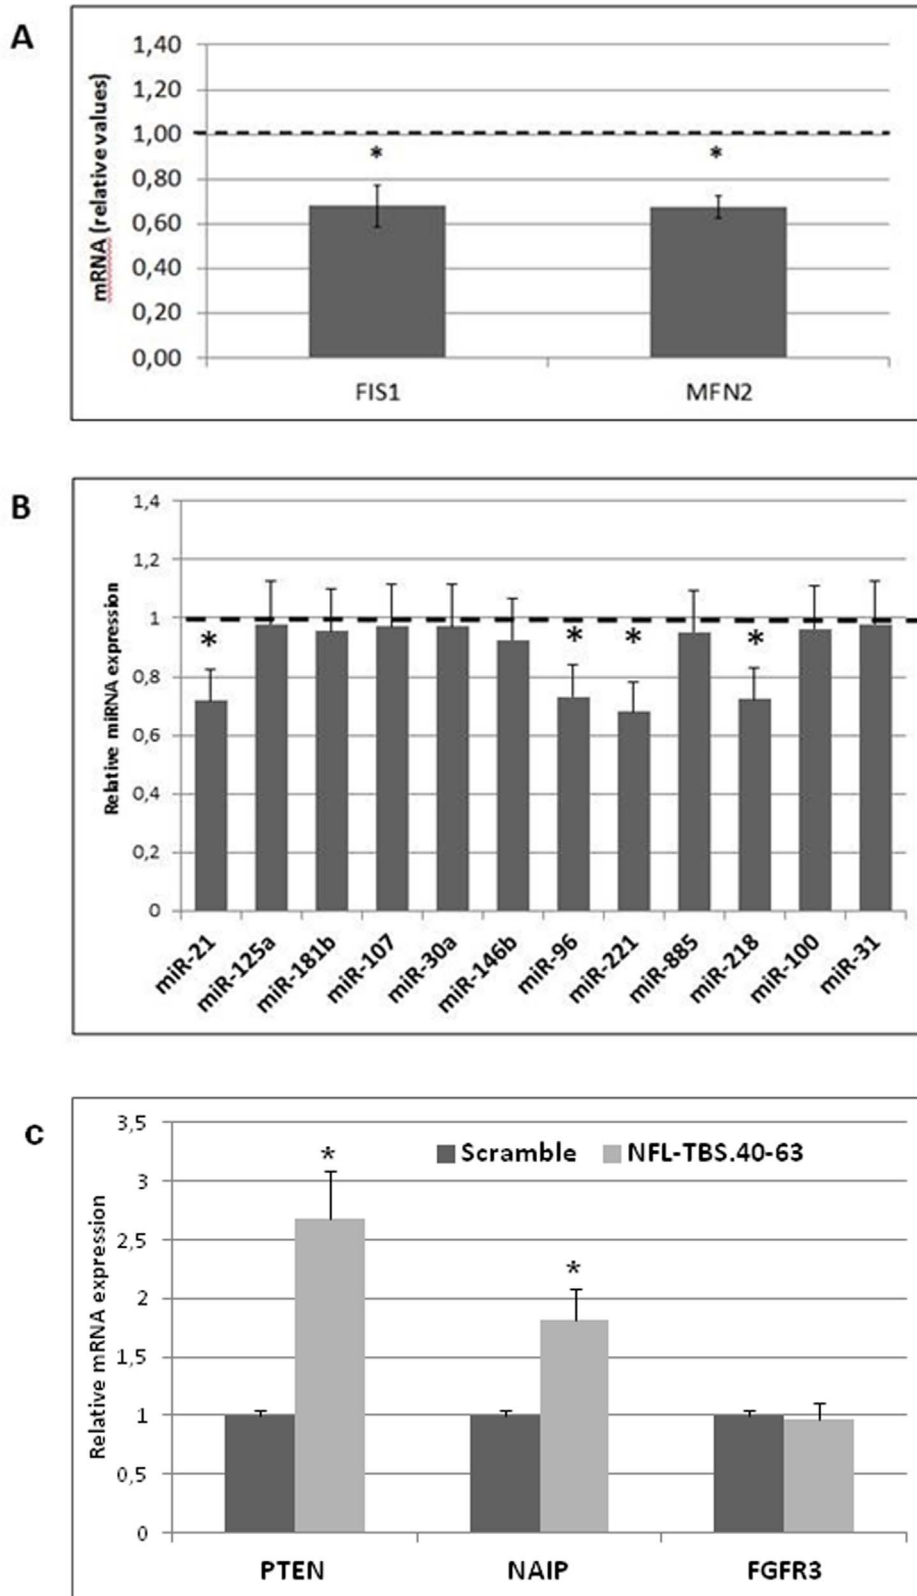 A
mRNA (relative values)
1,40
1,20
1,00
0,80
0,60
0,40
0,20
0,00
*
*
FIS1
MFN2
B
Relative miRNA expression
1,4
1,2
1
0,8
0,6
0,4
0,2
0
*
*
*
*
miR-21
miR-125a
miR-181b
miR-107
miR-30a
miR-146b
miR-96
miR-221
miR-885
miR-218
miR-100
miR-31
c
Relative mRNA expression
3,5
3
2,5
2
1,5
1
0,5
0
Scramble
NFL-TBS.40-63
*
*
PTEN
NAIP
FGFR3